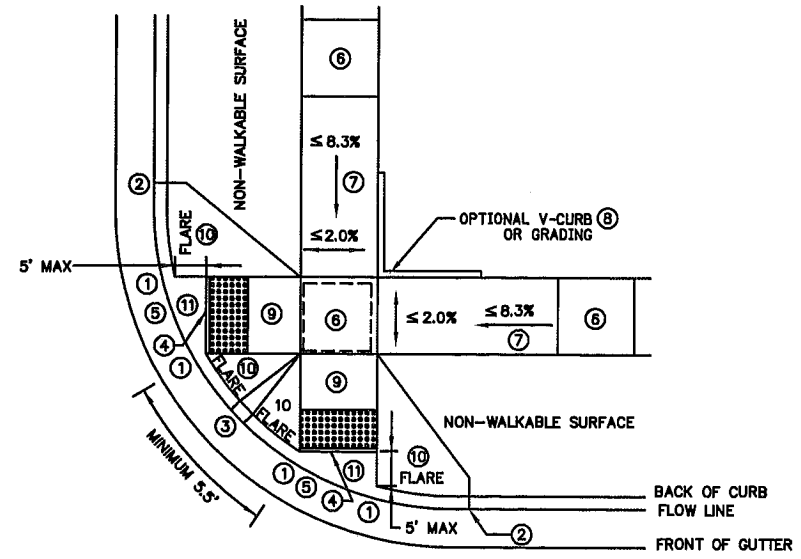 ⑥
NON-WALKABLE SURFACE
≤ 8.3%
⑦
②
FLARE
⑩
≤ 2.0%
OPTIONAL V-CURB ⑧
OR GRADING
5' MAX
①
⑤
⑪
⑨
⑥
≤ 2.0%
≤ 8.3%
⑦
⑥
④
①
⑩
FLARE
⑨
10
FLARE
③
NON-WALKABLE SURFACE
MINIMUM 5.5'
⑩
FLARE
①
⑤
④
⑪
①
5' MAX
②
BACK OF CURB
FLOW LINE
FRONT OF GUTTER